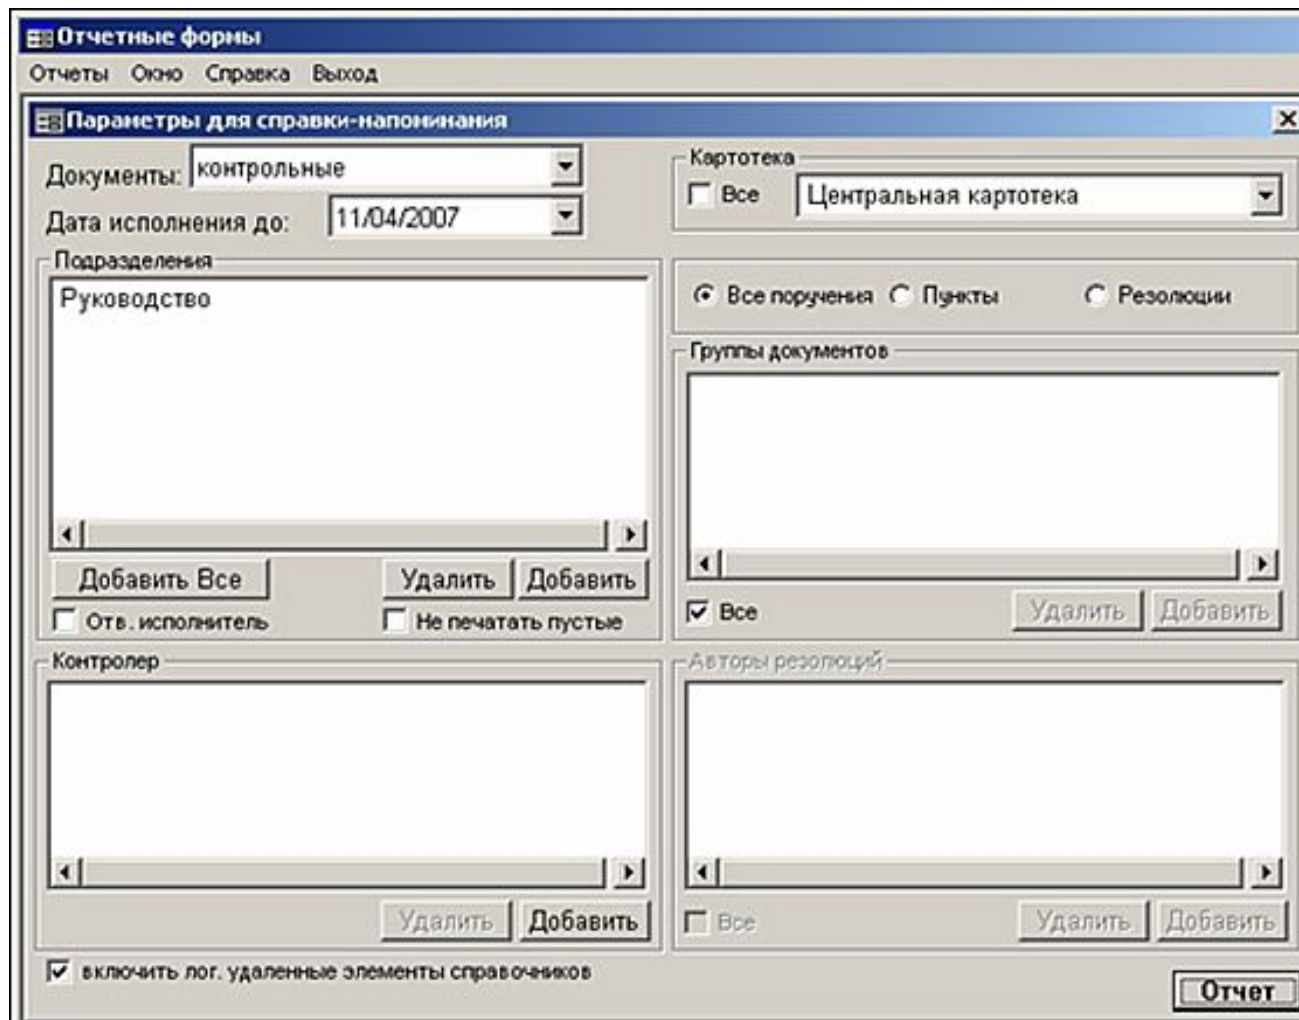 Отчетные формы
Отчеты Окно Справка Выход
Параметры для справки-напоминания
Документы: контрольные
Дата исполнения до: 11/04/2007
Картотека
Все Центральная картотека
Подразделения
Руководство
Все поручения Пункты Резолюции
Группы документов
Добавить Все Удалить Добавить
Отв. исполнитель Не печатать пустые
Все Удалить Добавить
Контролер
Авторы резолюций
Удалить Добавить
Все Удалить Добавить
включить лог. удаленные элементы справочников
Отчет